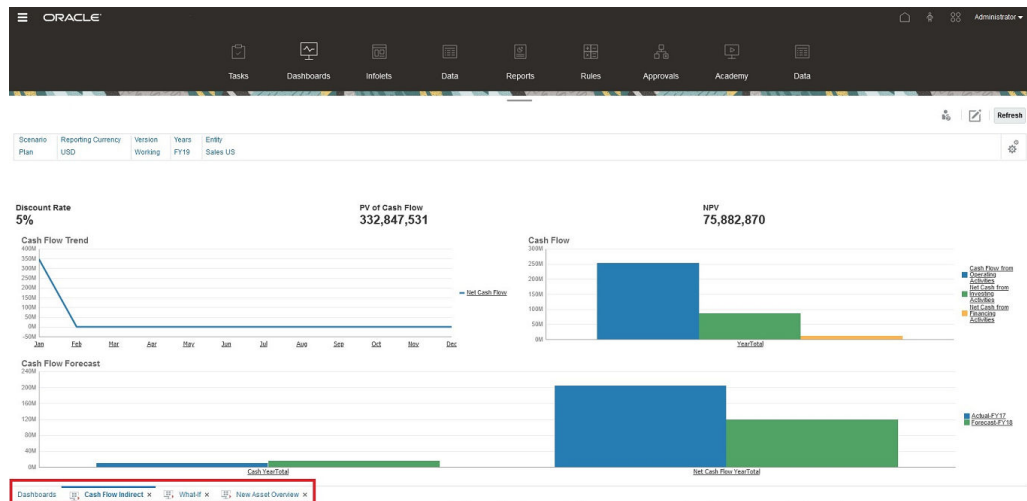 ORACLE
Administrator
Tasks Dashboards Infolets Data Reports Rules Approvals Academy Data
Refresh
Scenario Reporting Currency Version Years Entity
Plan USD Working FY19 Sales US
Discount Rate PV of Cash Flow NPV
5% 332,847,531 75,882,870
Cash Flow Trend
400M
350M
300M
250M
200M
150M
100M
50M
0M
-50M
Jan Feb Mar Apr May Jun Jul Aug Sep Oct Nov Dec
Net Cash Flow
Cash Flow
300M
250M
200M
150M
100M
50M
0M
YearTotal
Cash Flow from
Operating
Activities
Net Cash from
Investing
Activities
Net Cash from
Financing
Activities
Cash Flow Forecast
240M
200M
160M
120M
80M
40M
0M
Cash YearTotal Net Cash Flow YearTotal
Actual-FY17
Forecast-FY18
Dashboards Cash Flow Indirect x What-If x New Asset Overview x